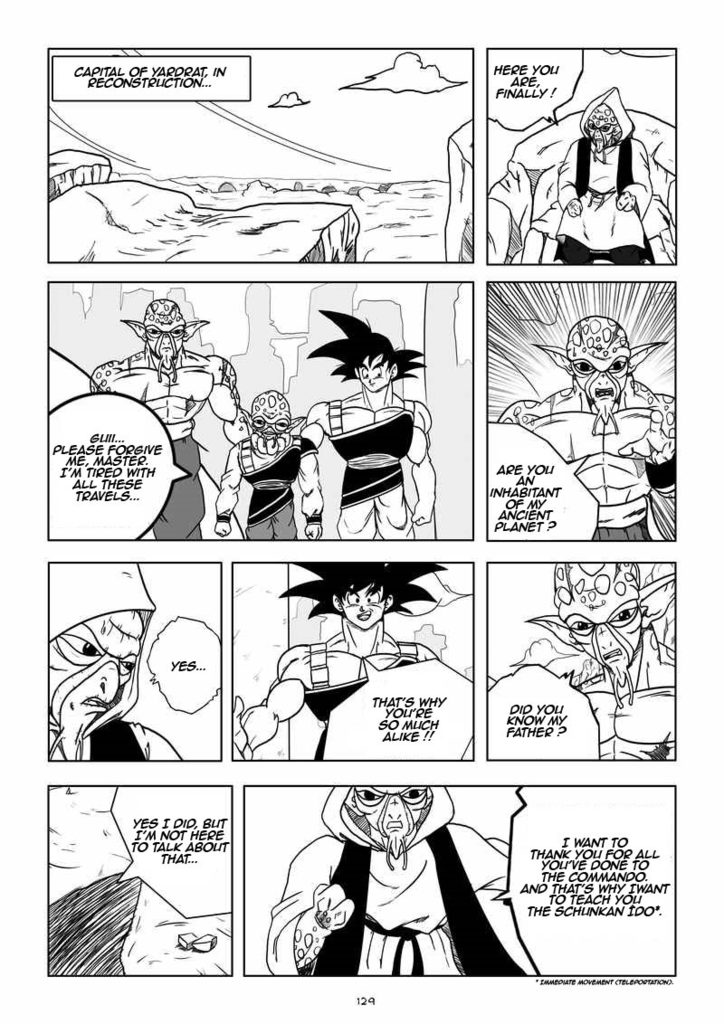 CAPITAL OF YARDRAT, IN
RECONSTRUCTION...
HERE YOU
ARE,
FINALLY !
GUIII...
PLEASE FORGIVE
ME, MASTER.
I'M TIRED WITH
ALL THESE
TRAVELS...
ARE YOU
AN
INHABITANT
OF MY
ANCIENT
PLANET ?
YES...
THAT'S WHY
YOU'RE
SO MUCH
ALIKE !!
DID YOU
KNOW MY
FATHER ?
YES I DID, BUT
I'M NOT HERE
TO TALK ABOUT
THAT...
I WANT TO
THANK YOU FOR ALL
YOU'VE DONE TO
THE COMMANDO.
AND THAT'S WHY I WANT
TO TEACH YOU
THE SCHUNKAN IDO*.
* IMMEDIATE MOVEMENT (TELEPORTATION).
129